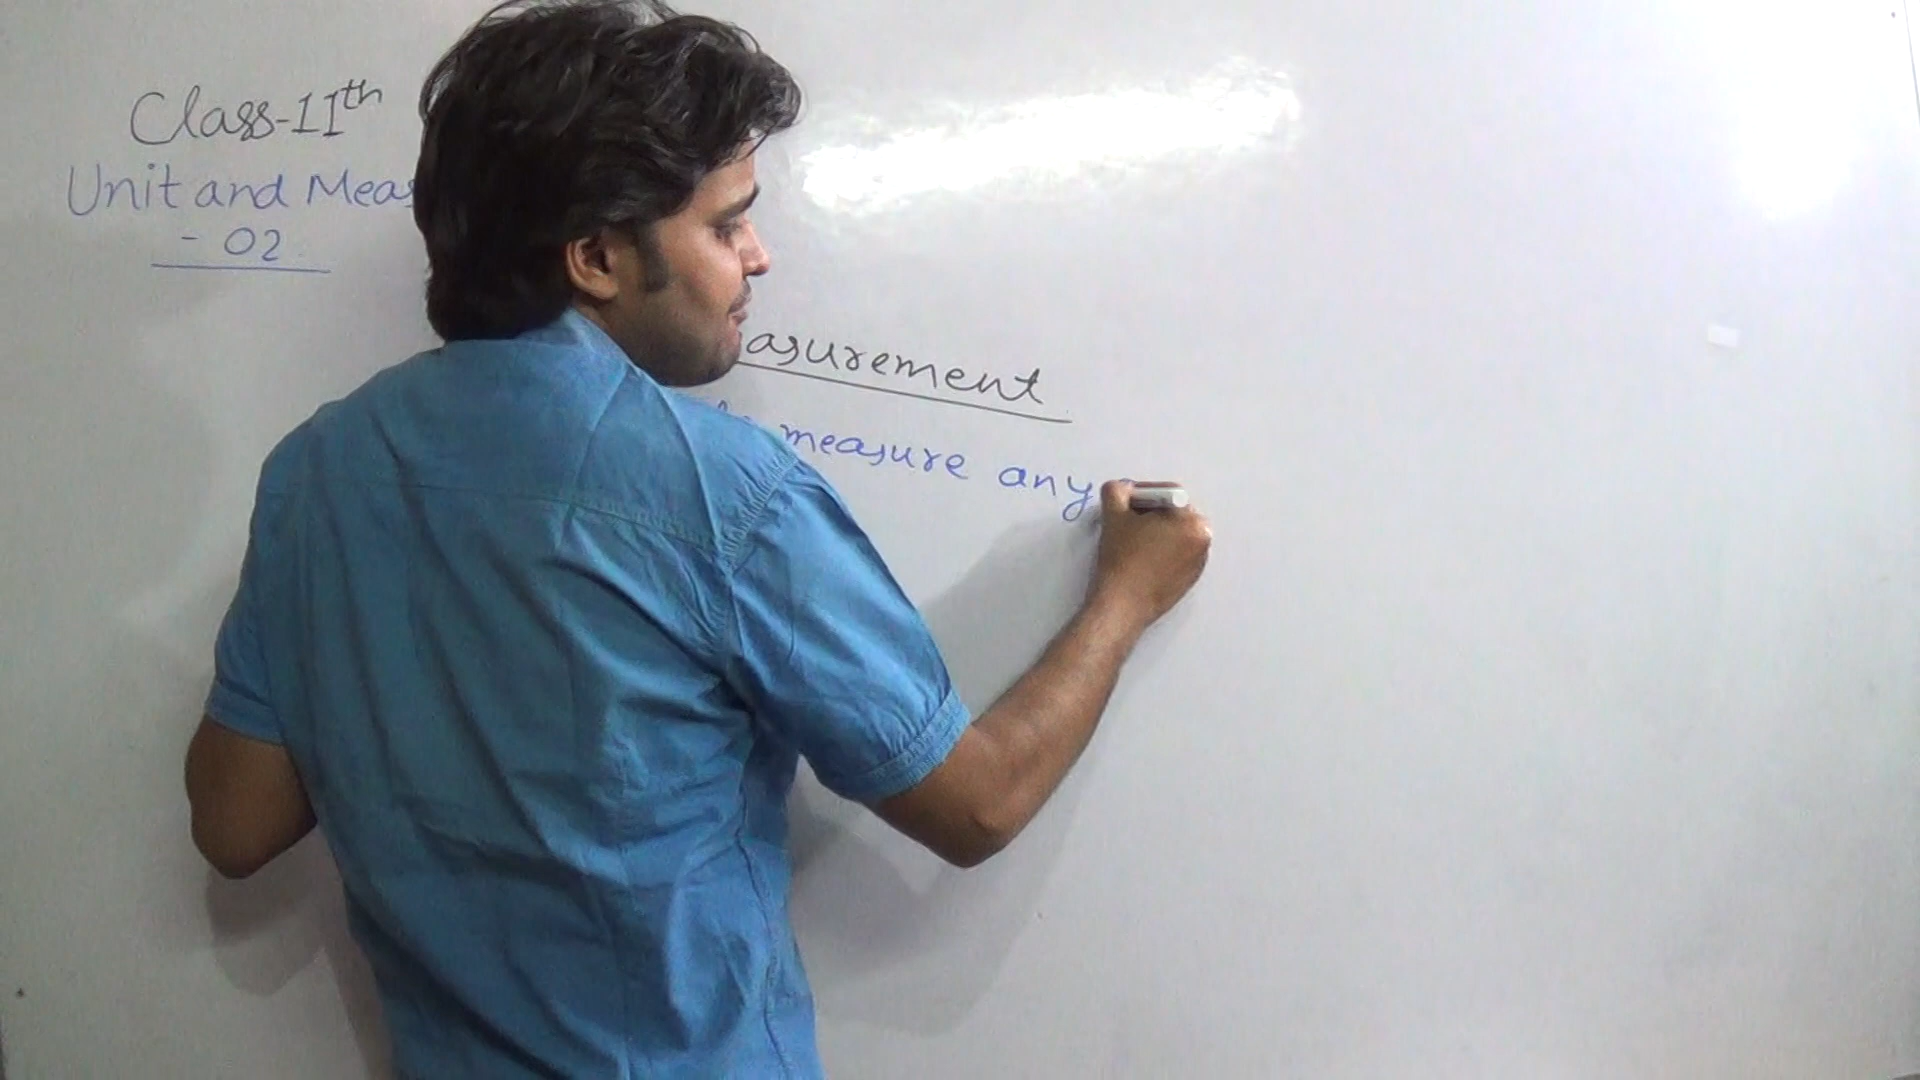 Class-11th
Unit and Meas
- 02
asurement
measure any